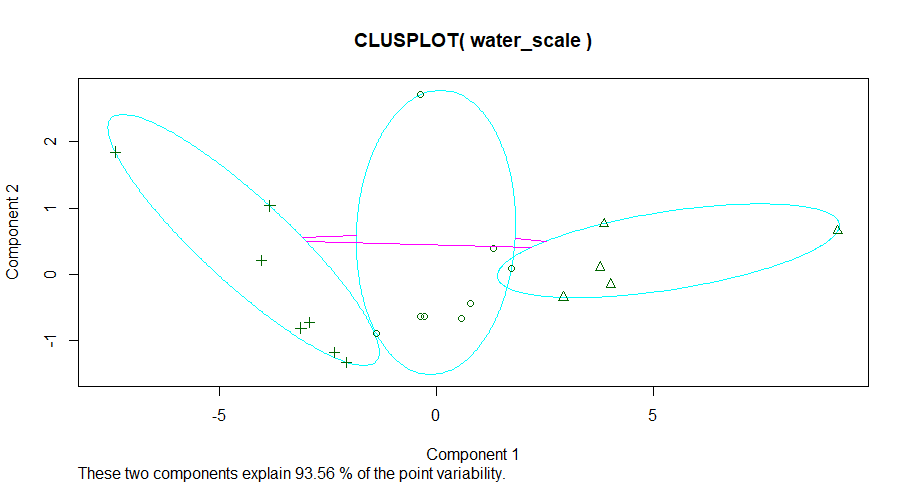 CLUSPLOT( water_scale )
2
1
0
-1
Component 2
-5
0
5
Component 1
These two components explain 93.56 % of the point variability.